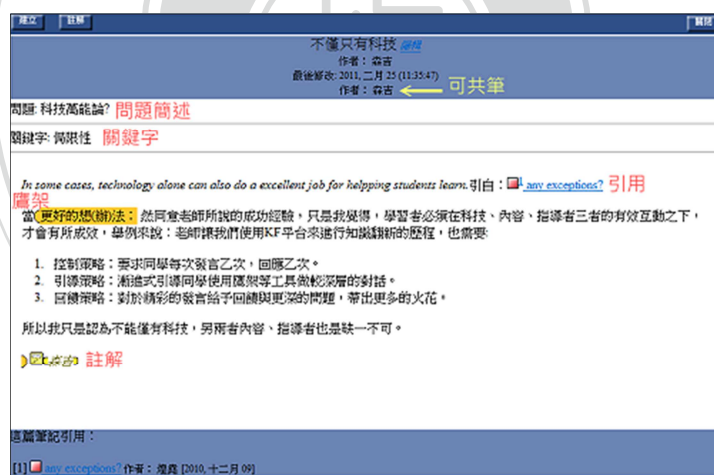 建立 註解 關閉
不僅只有科技 編輯
作者：森吉
最後修改: 2011, 二月 25 (11:35:47)
作者：森吉 ← 可共筆
問題: 科技萬能論? 問題簡述
關鍵字: 侷限性 關鍵字
In some cases, technology alone can also do a excellent job for helpping students learn.引自： any exceptions? 引用
鷹架
當(更好的想(辦)法： 然同意老師所說的成功經驗，只是我覺得，學習者必須在科技、內容、指導者三者的有效互動之下，
才會有所成效，舉例來說：老師讓我們使用KF平台來進行知識翻新的歷程，也需要:
1. 控制策略：要求同學每次發言乙次，回應乙次。
2. 引導策略：漸進式引導同學使用鷹架等工具做較深層的對話。
3. 回饋策略：對於精彩的發言給予回饋與更深的問題，帶出更多的火花。
所以我只是認為不能僅有科技，另兩者內容、指導者也是缺一不可。
註解
這篇筆記引用：
[1] any exceptions? 作者： [2010, 十二月 09]